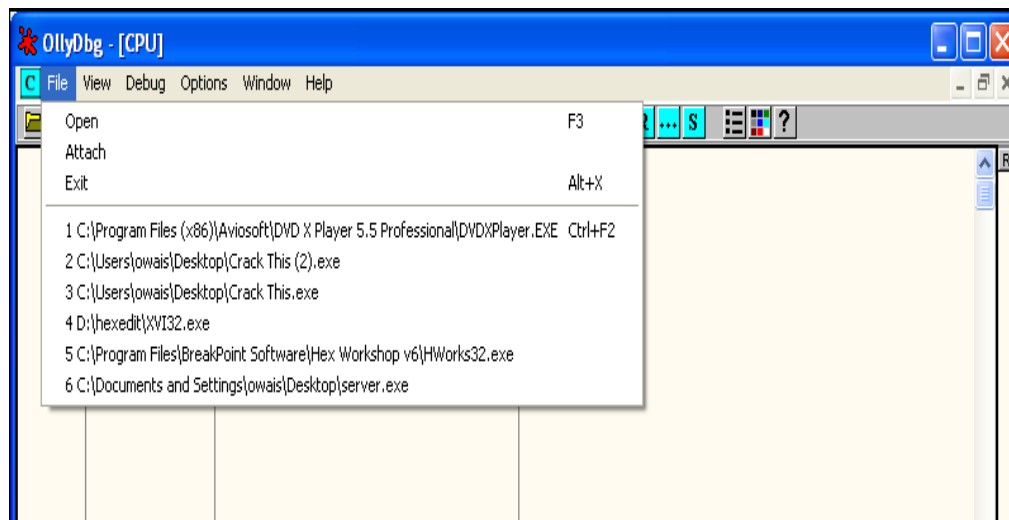 OllyDbg - [CPU]
C File View Debug Options Window Help
Open F3
Attach
Exit Alt+X
1 C:\Program Files (x86)\Aviosoft\DVD X Player 5.5 Professional\DVDXPlayer.EXE Ctrl+F2
2 C:\Users\owais\Desktop\Crack This (2).exe
3 C:\Users\owais\Desktop\Crack This.exe
4 D:\hexedit\XVI32.exe
5 C:\Program Files\BreakPoint Software\Hex Workshop v6\HWorks32.exe
6 C:\Documents and Settings\owais\Desktop\server.exe
R ... S ?
R